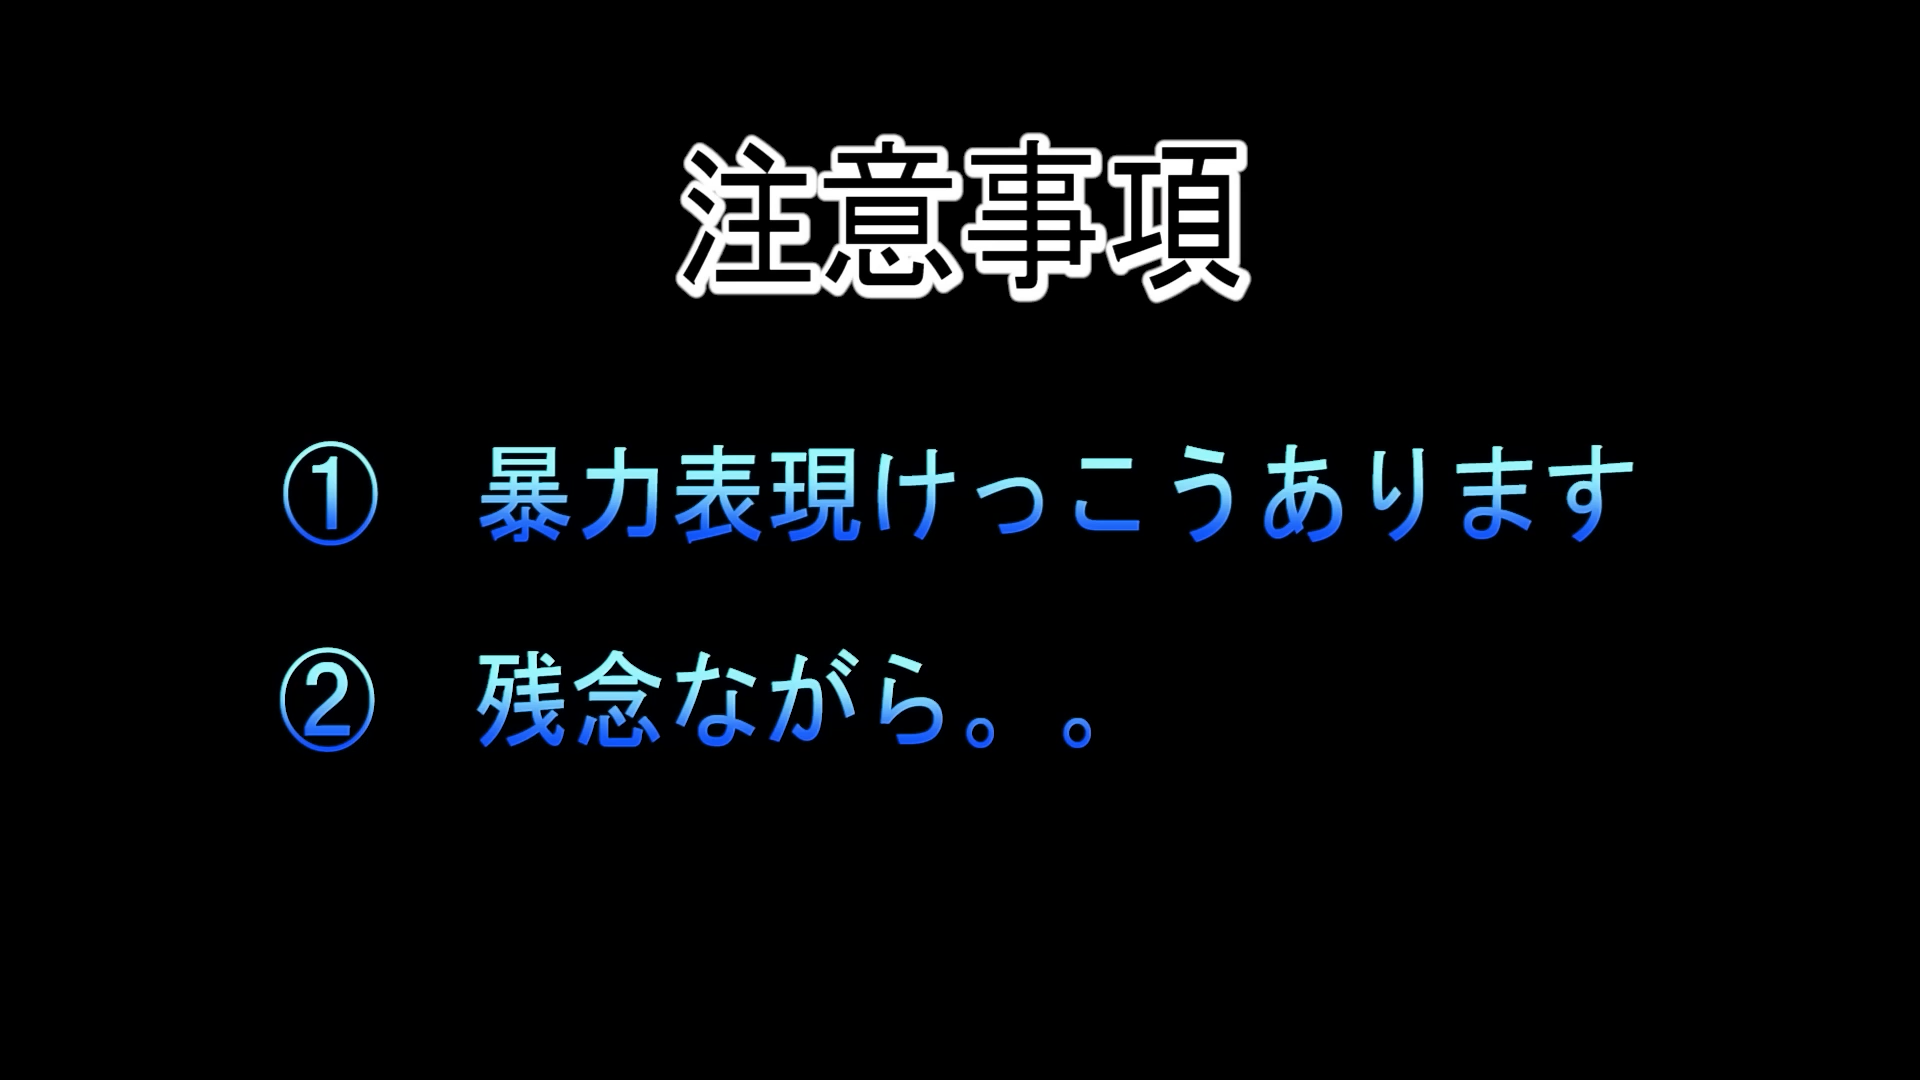 注意事項
① 暴力表現けっこうあります
② 残念ながら。。